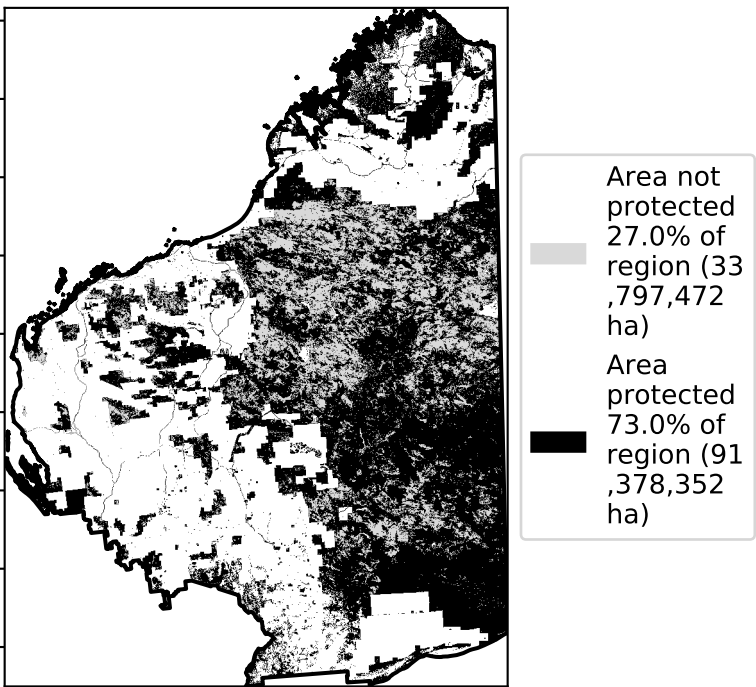 Area not
protected
27.0% of
region (33
,797,472
ha)
Area
protected
73.0% of
region (91
,378,352
ha)